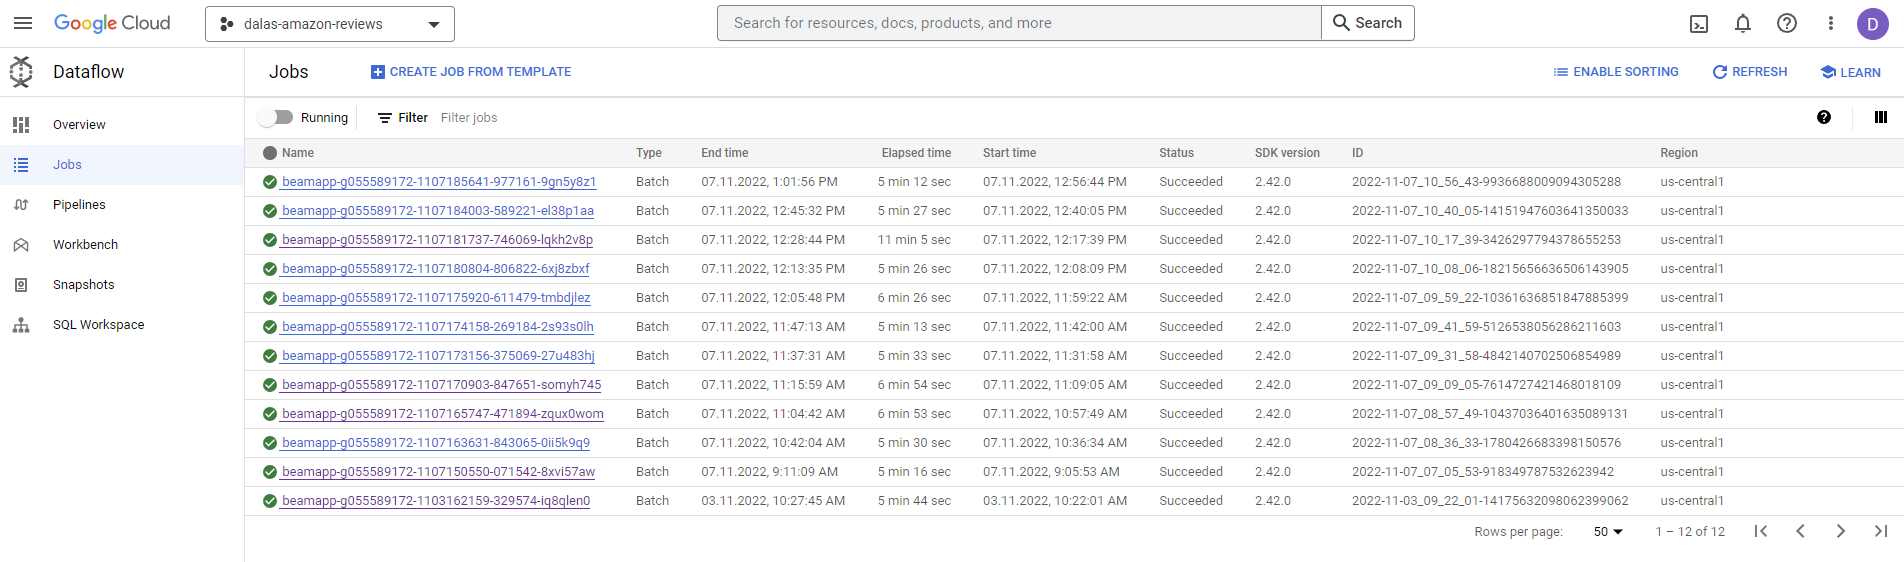 Google Cloud dalas-amazon-reviews Search for resources, docs, products, and more Search D
Dataflow Jobs CREATE JOB FROM TEMPLATE ENABLE SORTING REFRESH LEARN
Overview
Jobs
Pipelines
Workbench
Snapshots
SQL Workspace
Running Filter Filter jobs
Name Type End time Elapsed time Start time Status SDK version ID Region
beamapp-g055589172-1107185641-977161-9gn5y8z1 Batch 07.11.2022, 1:01:56 PM 5 min 12 sec 07.11.2022, 12:56:44 PM Succeeded 2.42.0 2022-11-07_10_56_43-9936688009094305288 us-central1
beamapp-g055589172-1107184003-589221-el38p1aa Batch 07.11.2022, 12:45:32 PM 5 min 27 sec 07.11.2022, 12:40:05 PM Succeeded 2.42.0 2022-11-07_10_40_05-14151947603641350033 us-central1
beamapp-g055589172-1107181737-746069-lqkh2v8p Batch 07.11.2022, 12:28:44 PM 11 min 5 sec 07.11.2022, 12:17:39 PM Succeeded 2.42.0 2022-11-07_10_17_39-3426297794378655253 us-central1
beamapp-g055589172-1107180804-806822-6xj8zbxf Batch 07.11.2022, 12:13:35 PM 5 min 26 sec 07.11.2022, 12:08:09 PM Succeeded 2.42.0 2022-11-07_10_08_06-18215656636506143905 us-central1
beamapp-g055589172-1107175920-611479-tmbdjlez Batch 07.11.2022, 12:05:48 PM 6 min 26 sec 07.11.2022, 11:59:22 AM Succeeded 2.42.0 2022-11-07_09_59_22-10361636851847885399 us-central1
beamapp-g055589172-1107174158-269184-2s93s0lh Batch 07.11.2022, 11:47:13 AM 5 min 13 sec 07.11.2022, 11:42:00 AM Succeeded 2.42.0 2022-11-07_09_41_59-5126538056286211603 us-central1
beamapp-g055589172-1107173156-375069-27u483hj Batch 07.11.2022, 11:37:31 AM 5 min 33 sec 07.11.2022, 11:31:58 AM Succeeded 2.42.0 2022-11-07_09_31_58-4842140702506854989 us-central1
beamapp-g055589172-1107170903-847651-somyh745 Batch 07.11.2022, 11:15:59 AM 6 min 54 sec 07.11.2022, 11:09:05 AM Succeeded 2.42.0 2022-11-07_09_09_05-7614727421468018109 us-central1
beamapp-g055589172-1107165747-471894-zqux0wom Batch 07.11.2022, 11:04:42 AM 6 min 53 sec 07.11.2022, 10:57:49 AM Succeeded 2.42.0 2022-11-07_08_57_49-10437036401635089131 us-central1
beamapp-g055589172-1107163631-843065-0ii5k9q9 Batch 07.11.2022, 10:42:04 AM 5 min 30 sec 07.11.2022, 10:36:34 AM Succeeded 2.42.0 2022-11-07_08_36_33-1780426683398150576 us-central1
beamapp-g055589172-1107150550-071542-8xvi57aw Batch 07.11.2022, 9:11:09 AM 5 min 16 sec 07.11.2022, 9:05:53 AM Succeeded 2.42.0 2022-11-07_07_05_53-918349787532623942 us-central1
beamapp-g055589172-1103162159-329574-iq8qlen0 Batch 03.11.2022, 10:27:45 AM 5 min 44 sec 03.11.2022, 10:22:01 AM Succeeded 2.42.0 2022-11-03_09_22_01-14175632098062399062 us-central1
Rows per page: 50 1 – 12 of 12